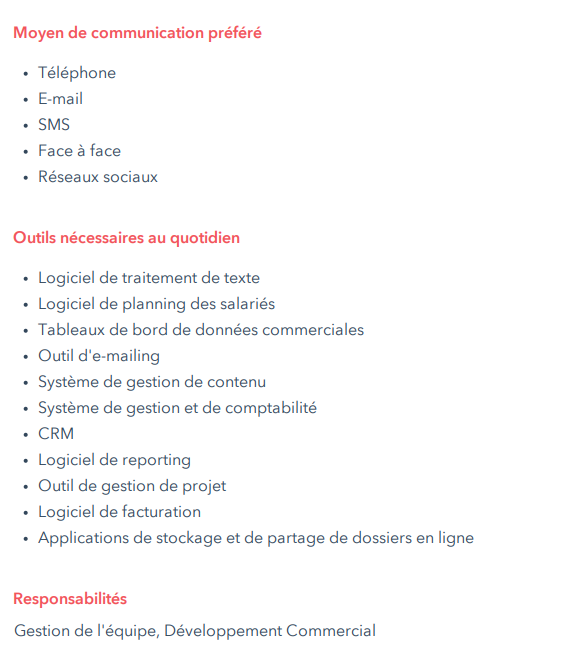 Moyen de communication préféré
• Téléphone
• E-mail
• SMS
• Face à face
• Réseaux sociaux
Outils nécessaires au quotidien
• Logiciel de traitement de texte
• Logiciel de planning des salariés
• Tableaux de bord de données commerciales
• Outil d'e-mailing
• Système de gestion de contenu
• Système de gestion et de comptabilité
• CRM
• Logiciel de reporting
• Outil de gestion de projet
• Logiciel de facturation
• Applications de stockage et de partage de dossiers en ligne
Responsabilités
Gestion de l'équipe, Développement Commercial